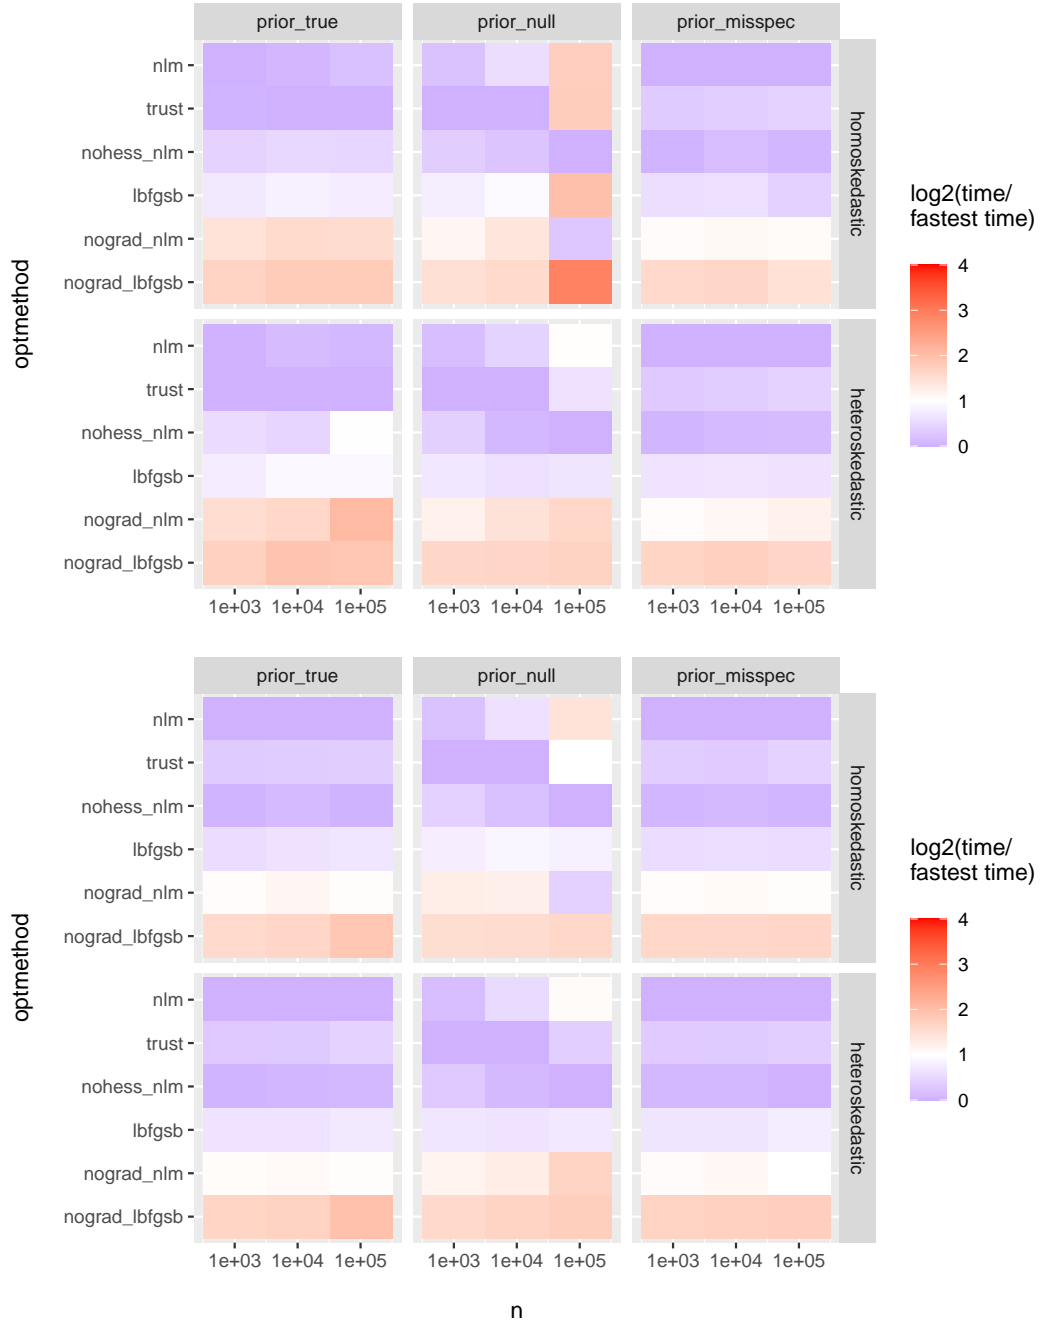 prior_true prior_null prior_misspec
nlm
trust
nohess_nlm
lbfgsb
nograd_nlm
nograd_lbfgsb
homoskedastic
nlm
trust
nohess_nlm
lbfgsb
nograd_nlm
nograd_lbfgsb
heteroskedastic
1e+03 1e+04 1e+05 1e+03 1e+04 1e+05 1e+03 1e+04 1e+05
optmethod
log2(time/
fastest time)
4
3
2
1
0
prior_true prior_null prior_misspec
nlm
trust
nohess_nlm
lbfgsb
nograd_nlm
nograd_lbfgsb
homoskedastic
nlm
trust
nohess_nlm
lbfgsb
nograd_nlm
nograd_lbfgsb
heteroskedastic
1e+03 1e+04 1e+05 1e+03 1e+04 1e+05 1e+03 1e+04 1e+05
optmethod
log2(time/
fastest time)
4
3
2
1
0
n